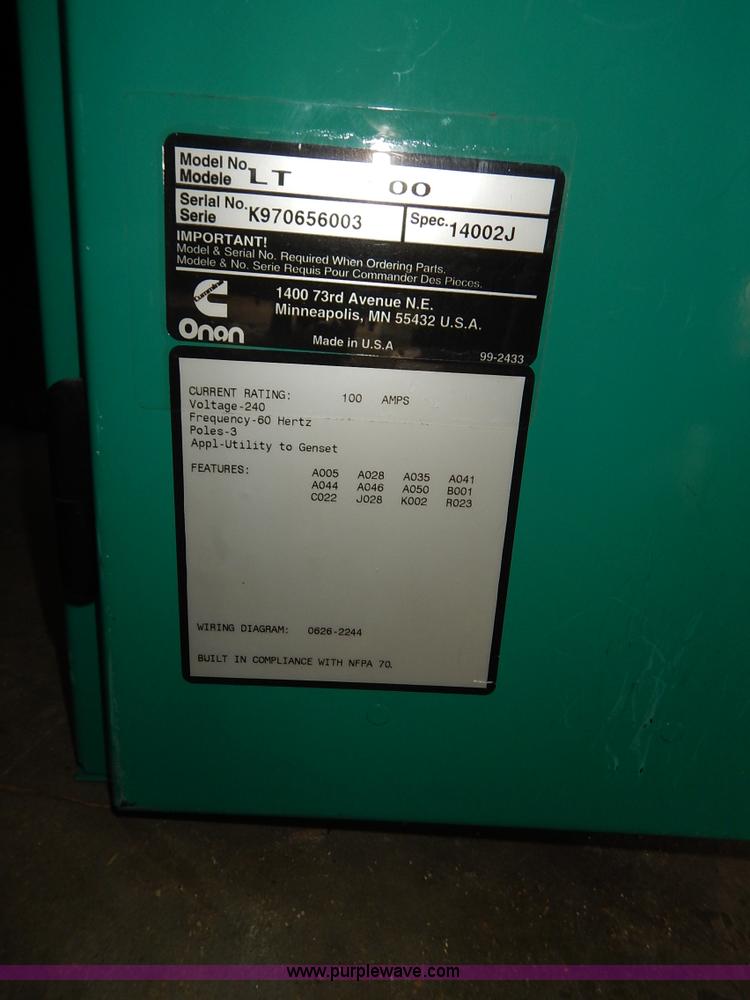 Model No.
Modele LT 00
Serial No.
Serie K970656003
Spec. 14002J
IMPORTANT!
Model & Serial No. Required When Ordering Parts.
Modele & No. Serie Requis Pour Commander Des Pieces.
Cummins
Onan
1400 73rd Avenue N.E.
Minneapolis, MN 55432 U.S.A.
Made in U.S.A
99-2433
CURRENT RATING: 100 AMPS
Voltage-240
Frequency-60 Hertz
Poles-3
Appl-Utility to Genset
FEATURES: A005 A028 A035 A041
A044 A046 A050 B001
C022 J028 K002 R023
WIRING DIAGRAM: 0626-2244
BUILT IN COMPLIANCE WITH NFPA 70.
www.purplewave.com